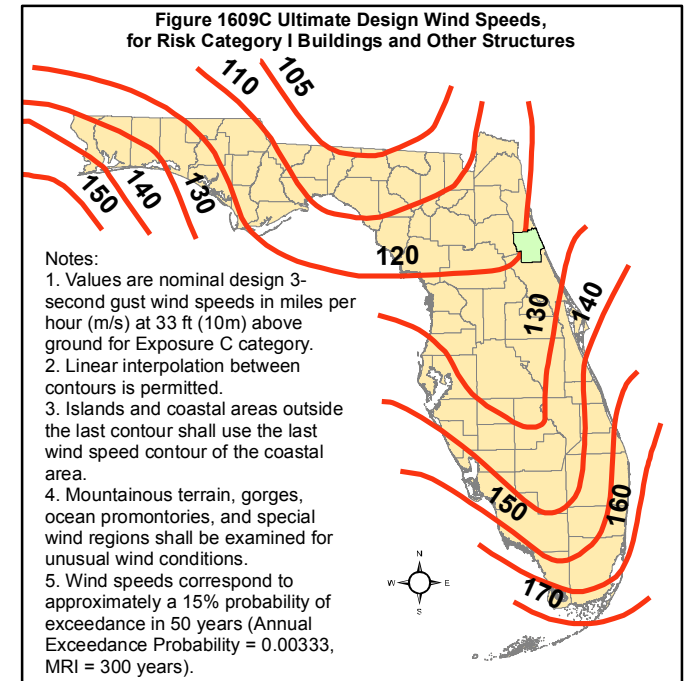 Figure 1609C Ultimate Design Wind Speeds,
for Risk Category I Buildings and Other Structures
105
110
150
140
130
120
130
140
150
160
170
Notes:
1. Values are nominal design 3-
second gust wind speeds in miles per
hour (m/s) at 33 ft (10m) above
ground for Exposure C category.
2. Linear interpolation between
contours is permitted.
3. Islands and coastal areas outside
the last contour shall use the last
wind speed contour of the coastal
area.
4. Mountainous terrain, gorges,
ocean promontories, and special
wind regions shall be examined for
unusual wind conditions.
5. Wind speeds correspond to
approximately a 15% probability of
exceedance in 50 years (Annual
Exceedance Probability = 0.00333,
MRI = 300 years).
N
W E
S